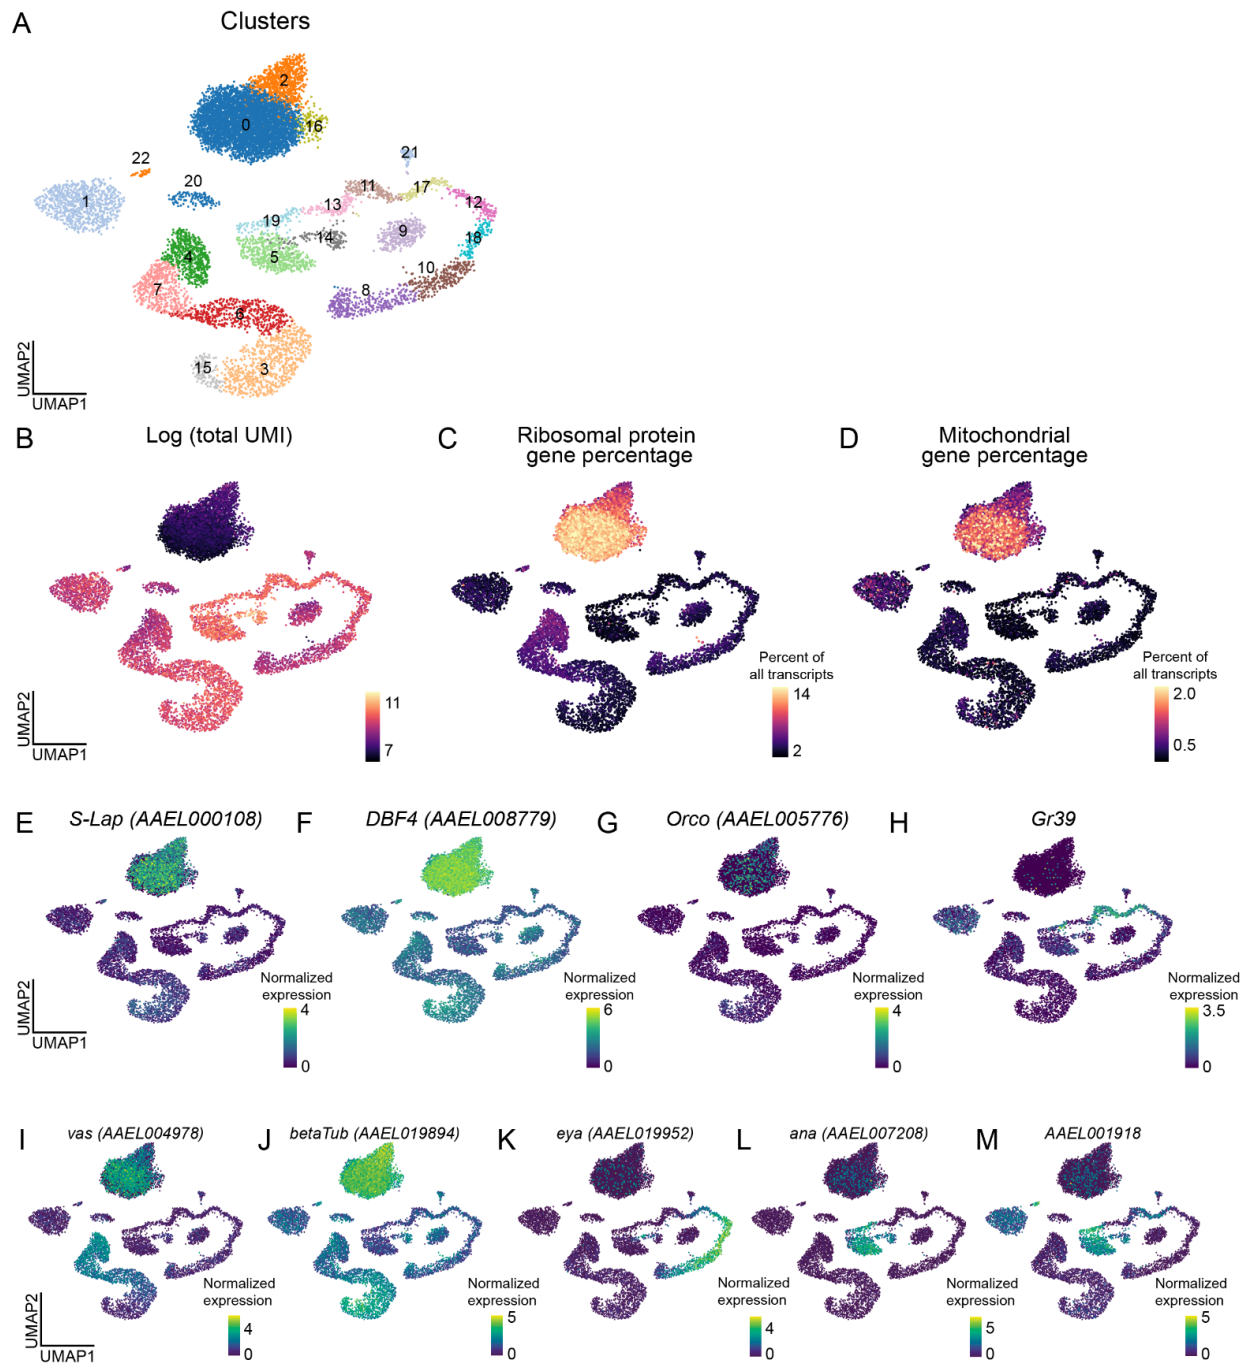 A
Clusters
2
0
16
22
21
1
20
11
17
13
12
19
14
9
18
4
5
10
7
8
6
15
3
UMAP2
UMAP1
B
Log (total UMI)
C
Ribosomal protein
gene percentage
D
Mitochondrial
gene percentage
11
7
Percent of
all transcripts
14
2
Percent of
all transcripts
2.0
0.5
UMAP2
UMAP1
E
S-Lap (AAEL000108)
F
DBF4 (AAEL008779)
G
Orco (AAEL005776)
H
Gr39
Normalized
expression
4
0
Normalized
expression
6
0
Normalized
expression
4
0
Normalized
expression
3.5
0
UMAP2
UMAP1
I
vas (AAEL004978)
J
betaTub (AAEL019894)
K
eya (AAEL019952)
L
ana (AAEL007208)
M
AAEL001918
Normalized
expression
4
0
Normalized
expression
5
0
Normalized
expression
4
0
Normalized
expression
5
0
Normalized
expression
5
0
UMAP2
UMAP1